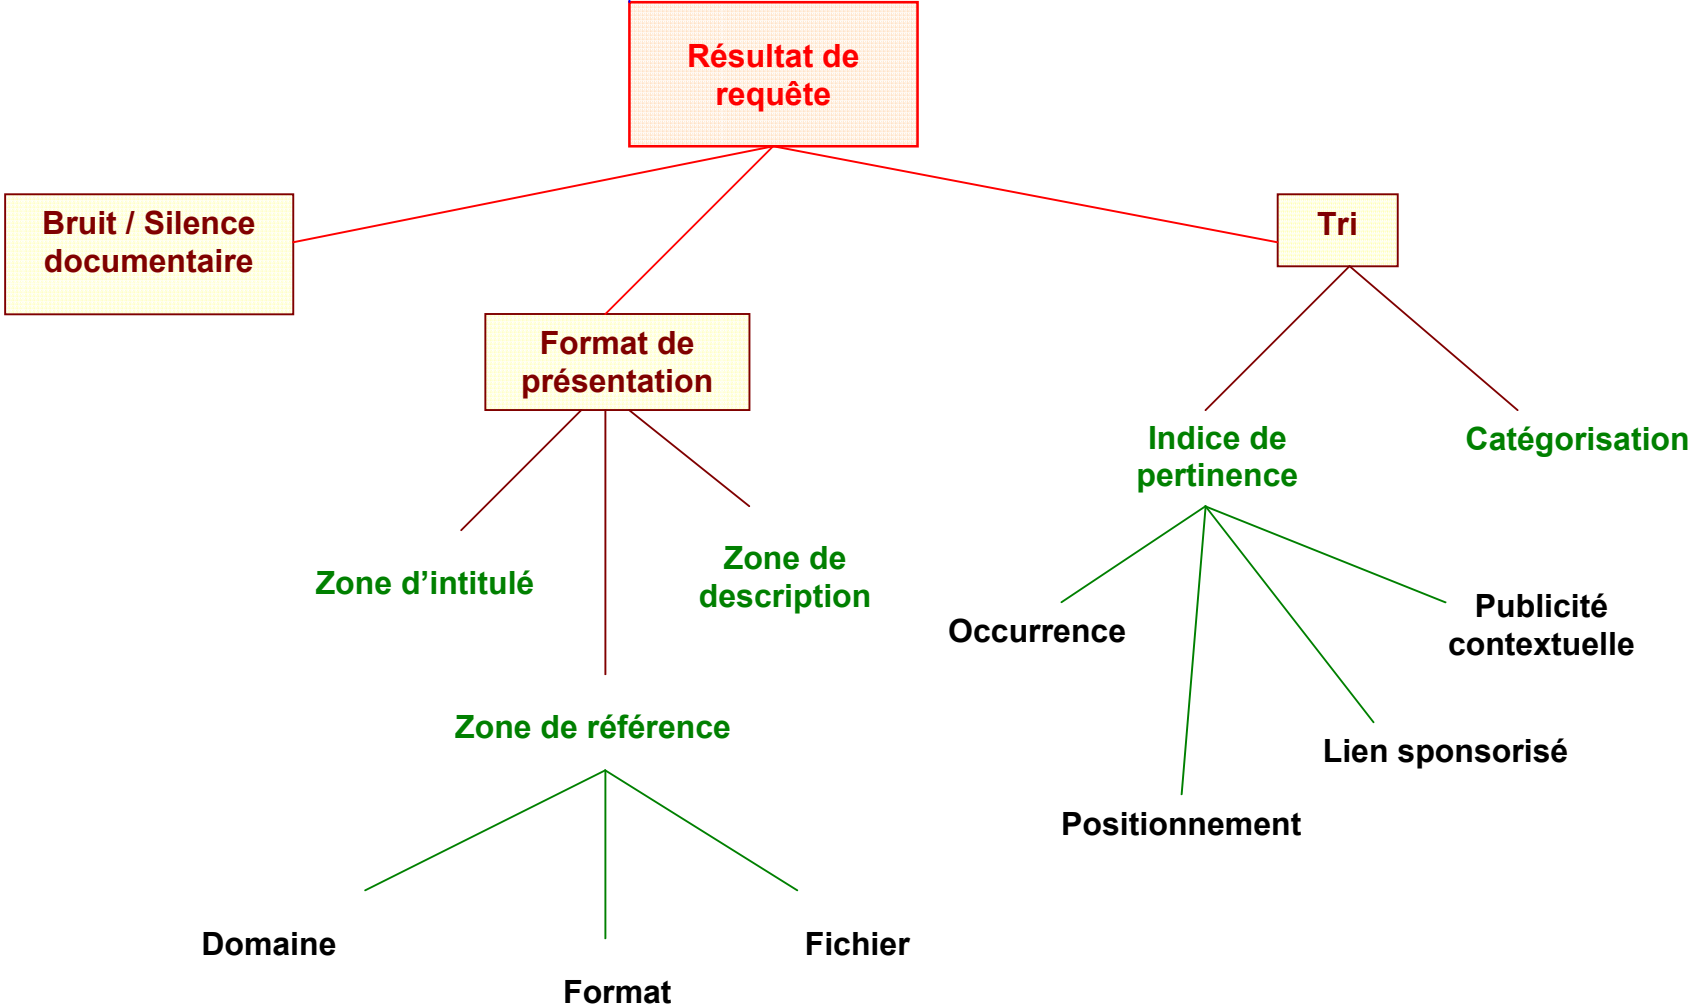 Résultat de
requête
Bruit / Silence
documentaire
Tri
Format de
présentation
Indice de
pertinence
Catégorisation
Zone d’intitulé
Zone de
description
Occurrence
Publicité
contextuelle
Zone de référence
Lien sponsorisé
Positionnement
Domaine
Fichier
Format